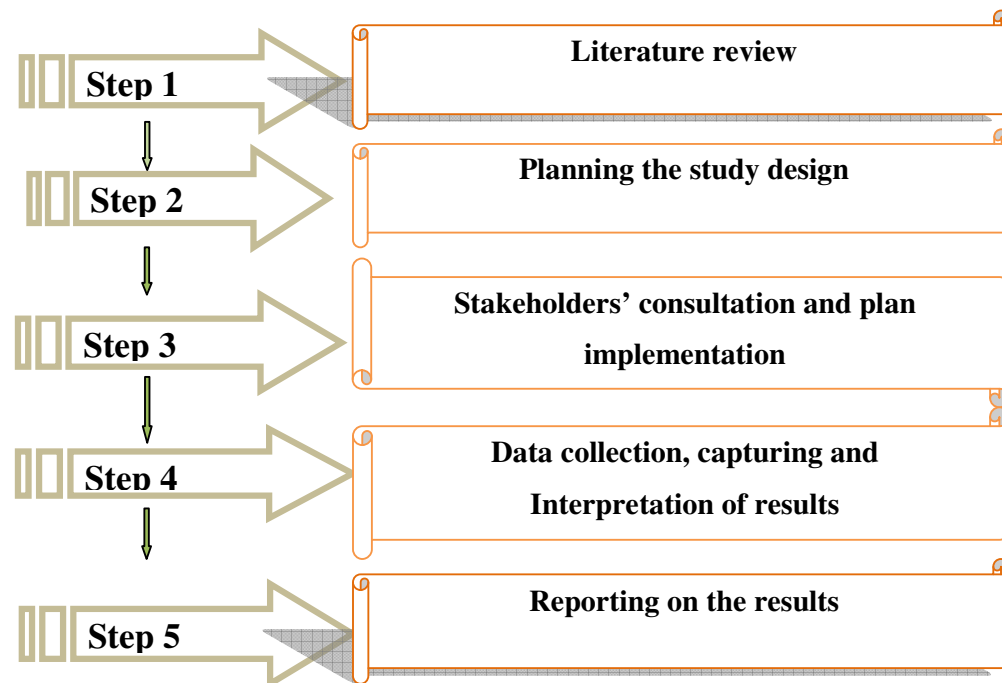 Step 1
Literature review
Step 2
Planning the study design
Step 3
Stakeholders’ consultation and plan
implementation
Step 4
Data collection, capturing and
Interpretation of results
Step 5
Reporting on the results